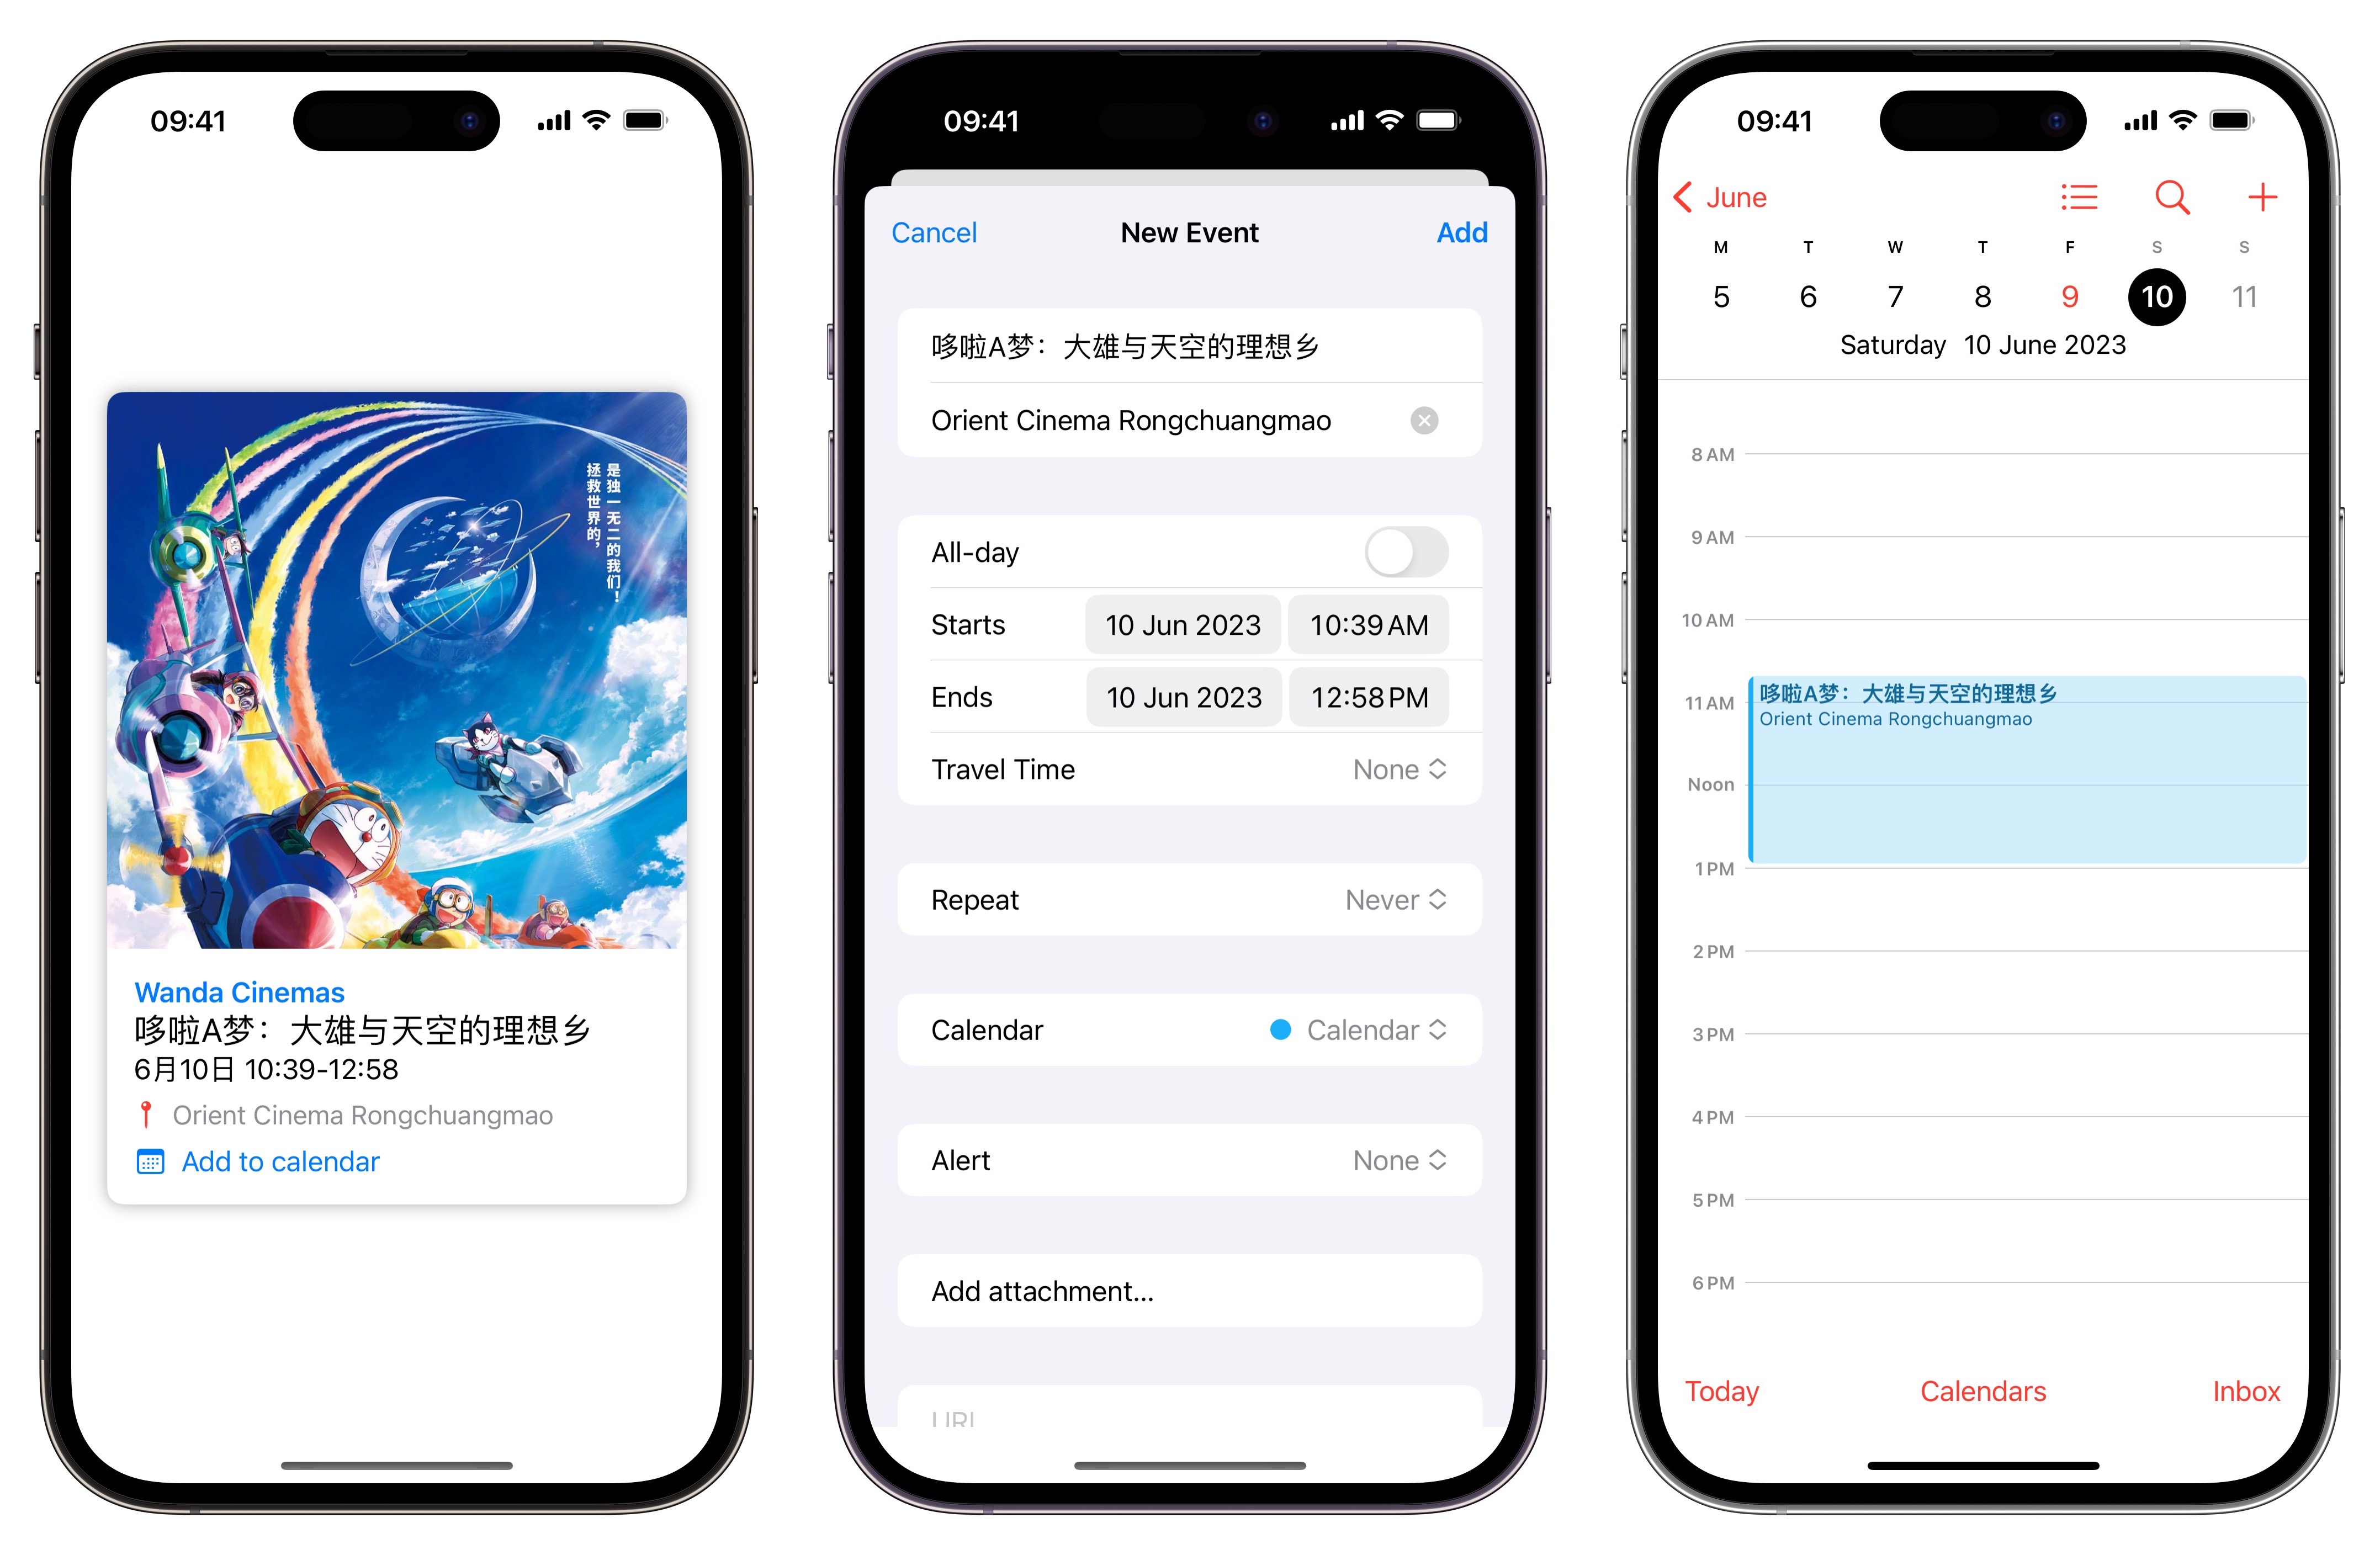 09:41
是独一无二的我们！
拯救世界的，
Wanda Cinemas
哆啦A梦：大雄与天空的理想乡
6月10日 10:39-12:58
Orient Cinema Rongchuangmao
Add to calendar
09:41
Cancel New Event Add
哆啦A梦：大雄与天空的理想乡
Orient Cinema Rongchuangmao
All-day
Starts 10 Jun 2023 10:39 AM
Ends 10 Jun 2023 12:58 PM
Travel Time None
Repeat Never
Calendar Calendar
Alert None
Add attachment...
URL
09:41
June
M T W T F S S
5 6 7 8 9 10 11
Saturday 10 June 2023
8 AM
9 AM
10 AM
哆啦A梦：大雄与天空的理想乡
11 AM
Orient Cinema Rongchuangmao
Noon
1 PM
2 PM
3 PM
4 PM
5 PM
6 PM
Today Calendars Inbox